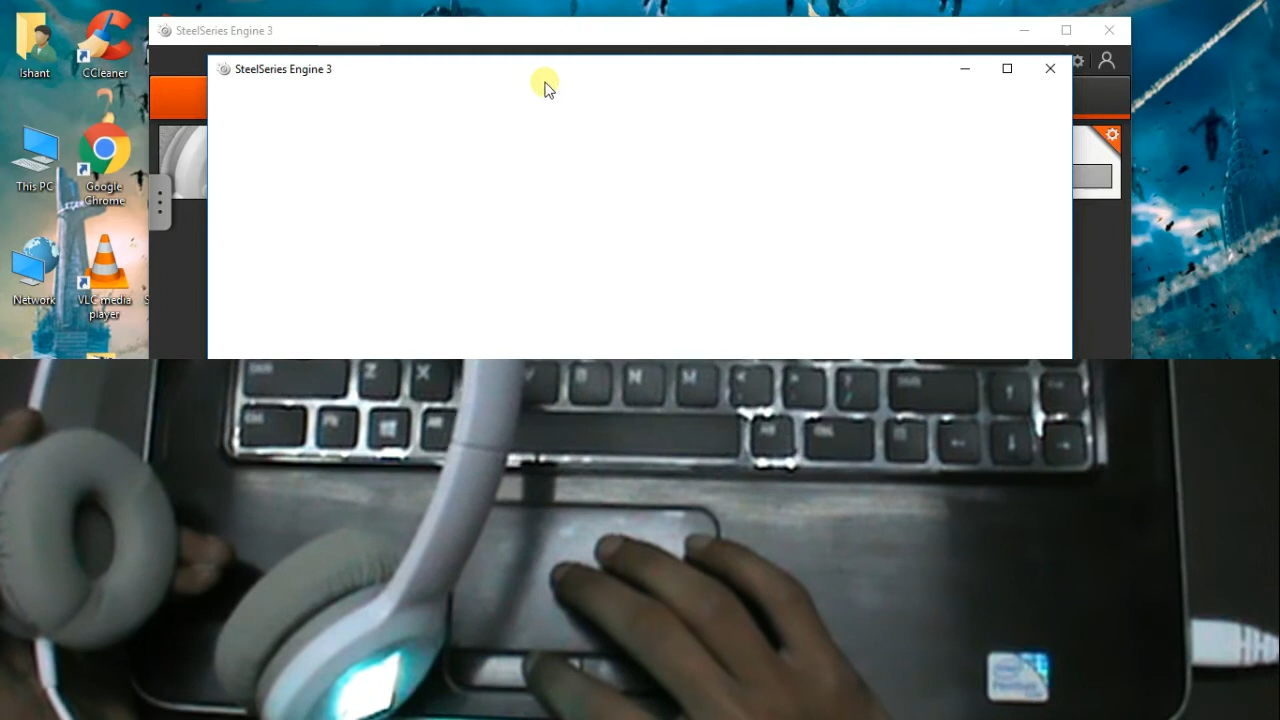 SteelSeries Engine 3
SteelSeries Engine 3
Ishant
CCleaner
This PC
Google
Chrome
Network
VLC media
player
S
Z
X
V
B
N
M